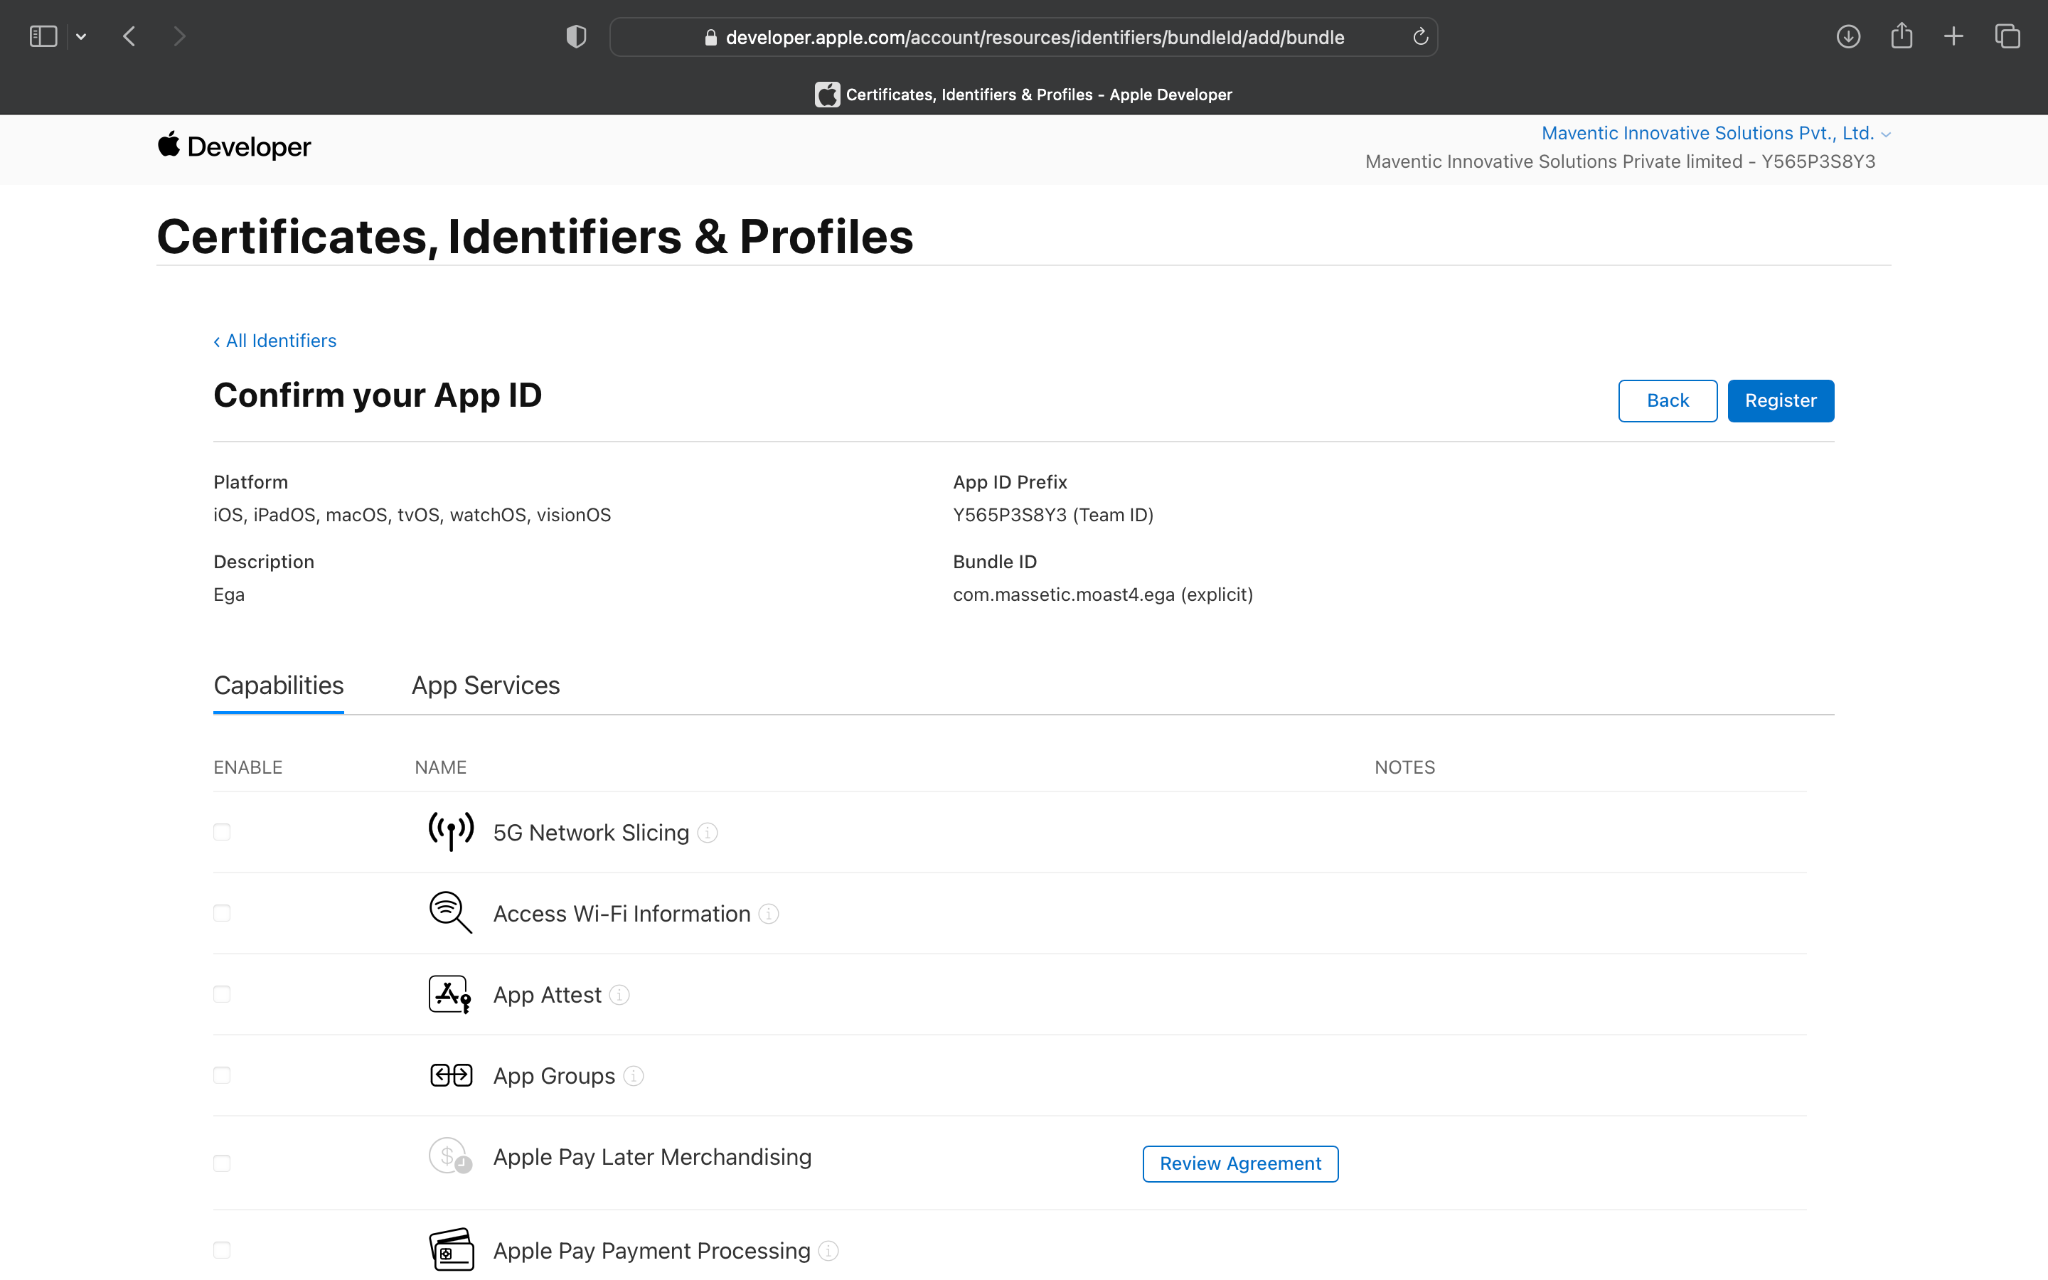 developer.apple.com/account/resources/identifiers/bundleId/add/bundle
Certificates, Identifiers & Profiles - Apple Developer
Developer
Maventic Innovative Solutions Pvt., Ltd.
Maventic Innovative Solutions Private limited - Y565P3S8Y3
Certificates, Identifiers & Profiles
‹ All Identifiers
Confirm your App ID
Back
Register
Platform
iOS, iPadOS, macOS, tvOS, watchOS, visionOS
App ID Prefix
Y565P3S8Y3 (Team ID)
Description
Ega
Bundle ID
com.massetic.moast4.ega (explicit)
Capabilities
App Services
ENABLE NAME NOTES
5G Network Slicing
Access Wi-Fi Information
App Attest
App Groups
Apple Pay Later Merchandising
Review Agreement
Apple Pay Payment Processing